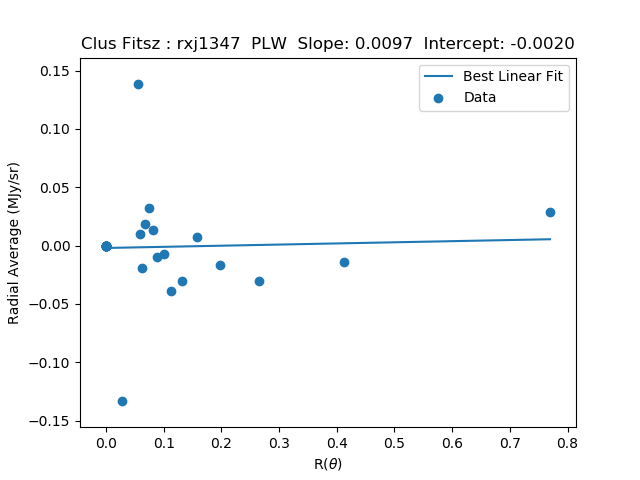 Clus Fitsz : rxj1347  PLW  Slope: 0.0097  Intercept: -0.0020
Best Linear Fit
Data
Radial Average (MJy/sr)
0.15
0.10
0.05
0.00
−0.05
−0.10
−0.15
0.0 0.1 0.2 0.3 0.4 0.5 0.6 0.7 0.8
R(θ)